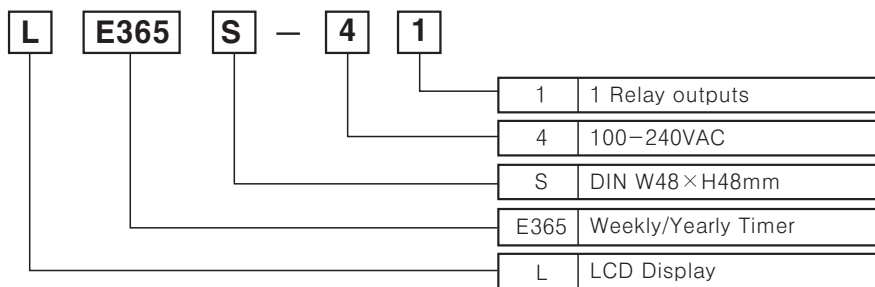 L E365 S － 4 1
1 1 Relay outputs
4 100－240VAC
S DIN W48×H48mm
E365 Weekly/Yearly Timer
L LCD Display